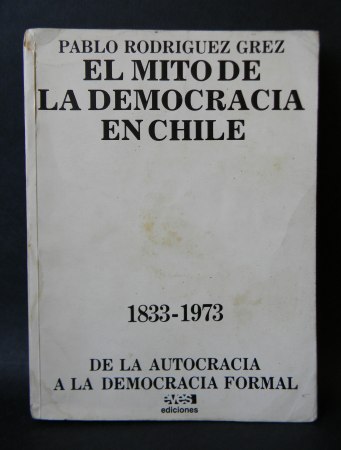 PABLO RODRIGUEZ GREZ
EL MITO DE
LA DEMOCRACIA
EN CHILE
1833-1973
DE LA AUTOCRACIA
A LA DEMOCRACIA FORMAL
eves
ediciones